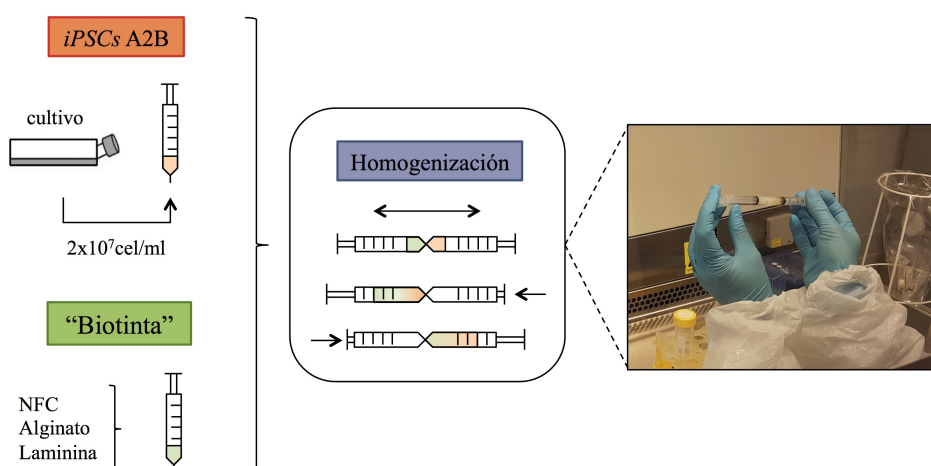 iPSCs A2B
cultivo
2x10⁷cel/ml
“Biotinta”
NFC
Alginato
Laminina
Homogenización